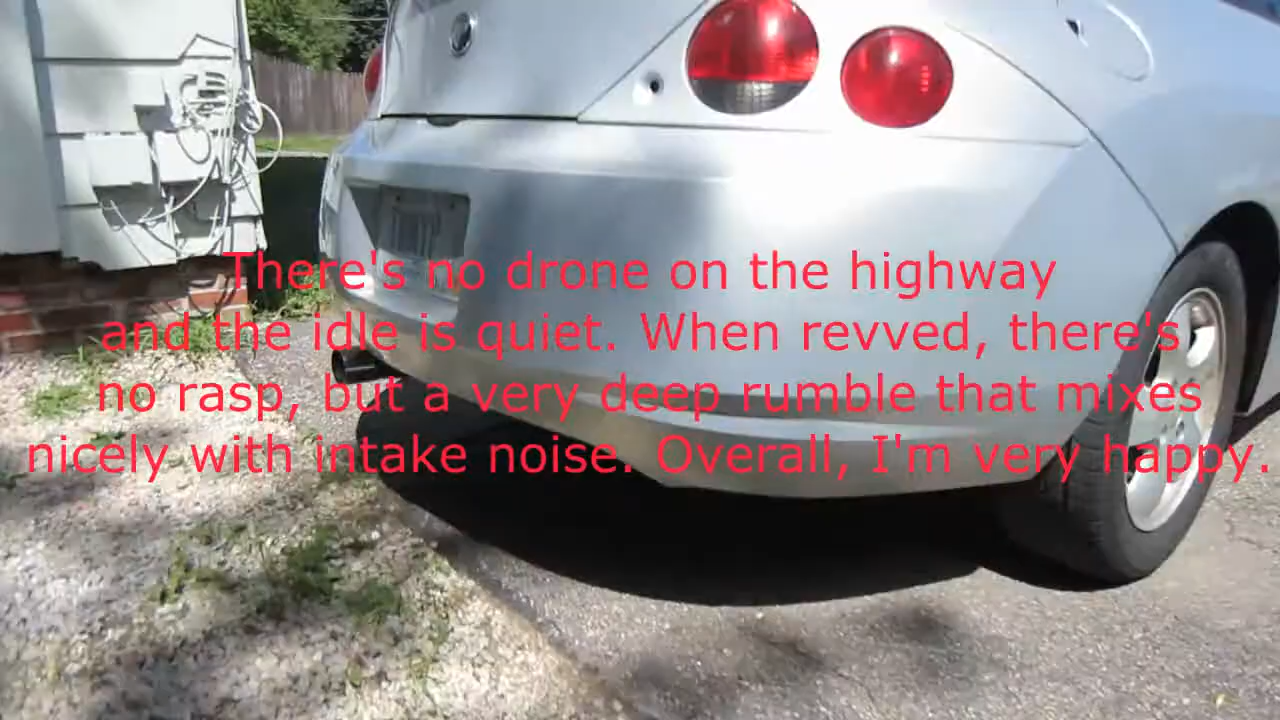 There's no drone on the highway
and the idle is quiet. When revved, there's
no rasp, but a very deep rumble that mixes
nicely with intake noise. Overall, I'm very happy.